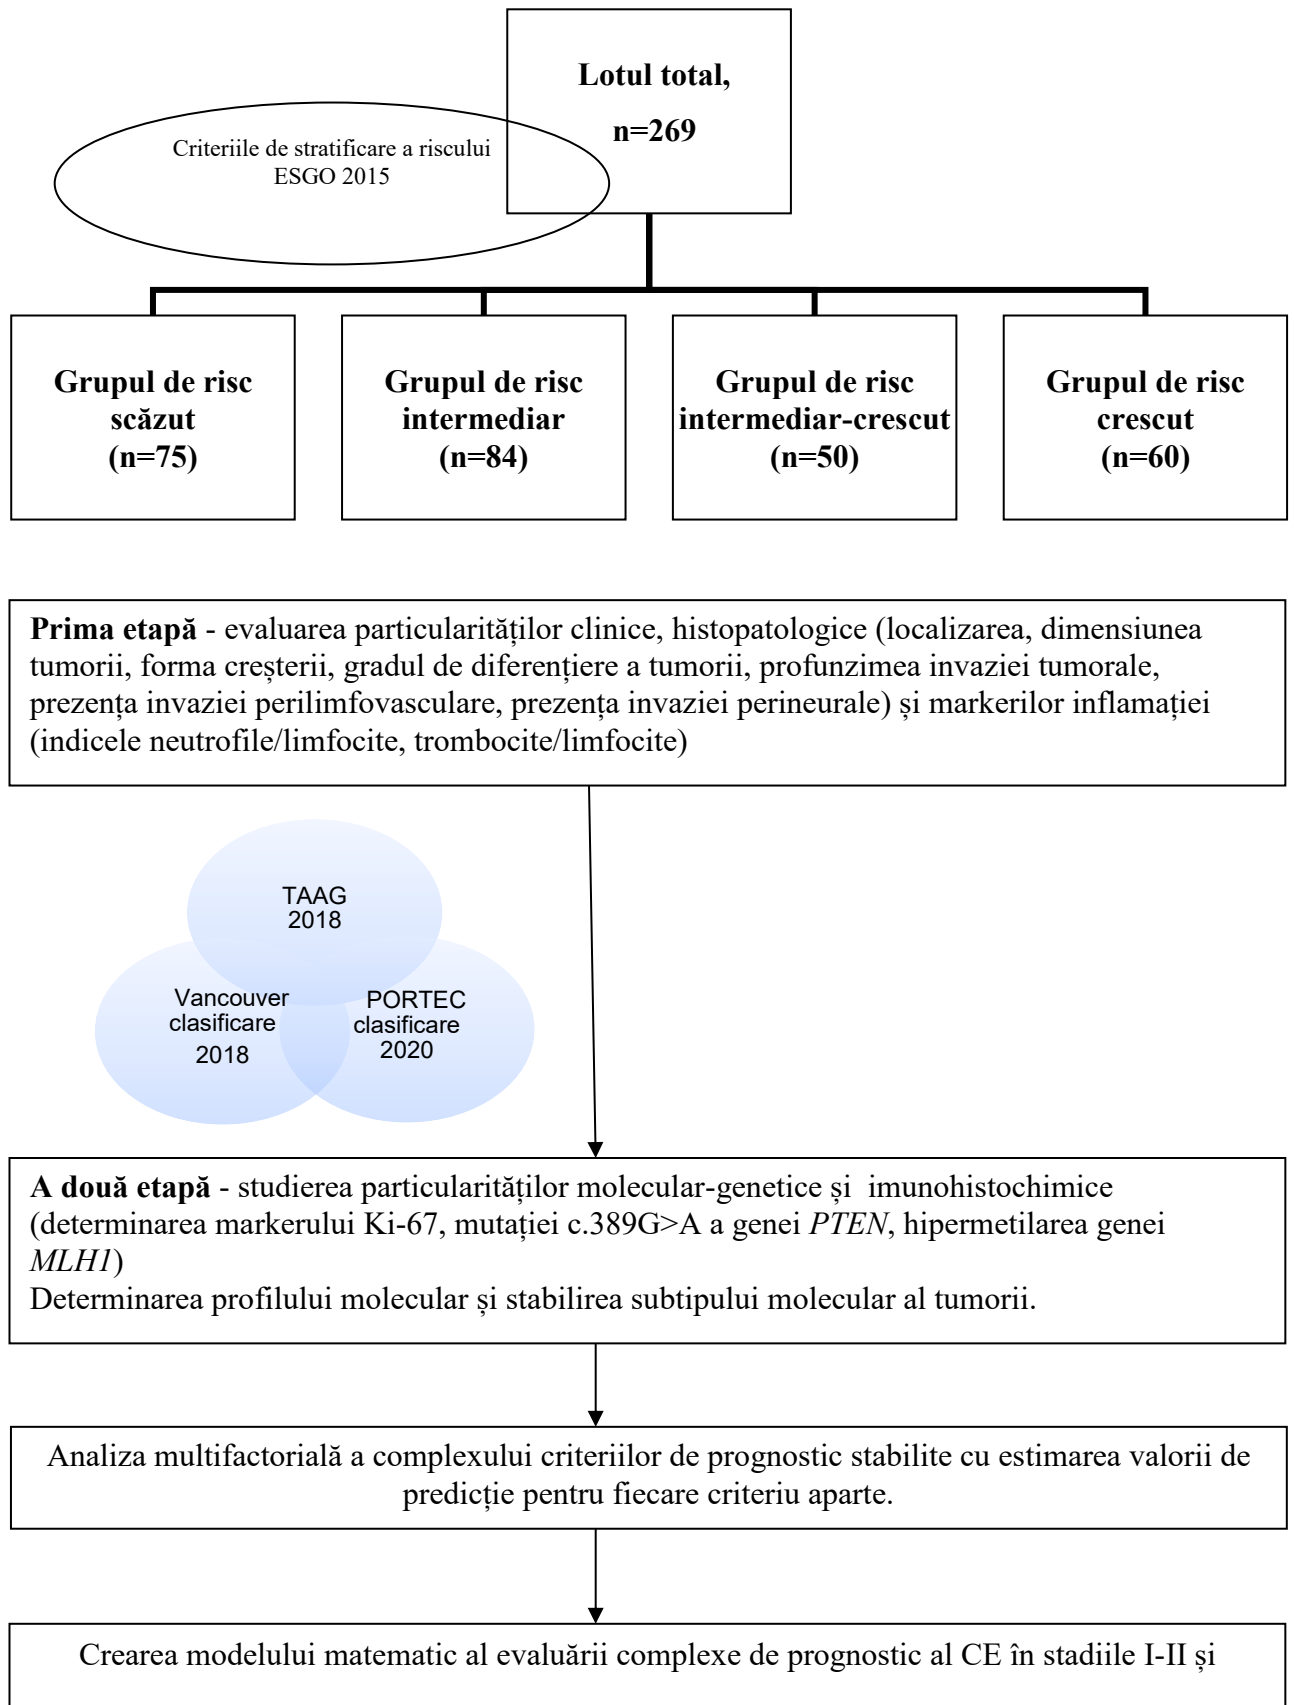 Lotul total,
n=269
Criteriile de stratificare a riscului
ESGO 2015
Grupul de risc
scăzut
(n=75)
Grupul de risc
intermediar
(n=84)
Grupul de risc
intermediar-crescut
(n=50)
Grupul de risc
crescut
(n=60)
Prima etapă - evaluarea particularităților clinice, histopatologice (localizarea, dimensiunea
tumorii, forma creșterii, gradul de diferențiere a tumorii, profunzimea invaziei tumorale,
prezența invaziei perilimfovasculare, prezența invaziei perineurale) și markerilor inflamației
(indicele neutrofile/limfocite, trombocite/limfocite)
TAAG
2018
Vancouver
clasificare
2018
PORTEC
clasificare
2020
A două etapă - studierea particularităților molecular-genetice și imunohistochimice
(determinarea markerului Ki-67, mutației c.389G>A a genei PTEN, hipermetilarea genei
MLH1)
Determinarea profilului molecular și stabilirea subtipului molecular al tumorii.
Analiza multifactorială a complexului criteriilor de prognostic stabilite cu estimarea valorii de
predicție pentru fiecare criteriu aparte.
Crearea modelului matematic al evaluării complexe de prognostic al CE în stadiile I-II și